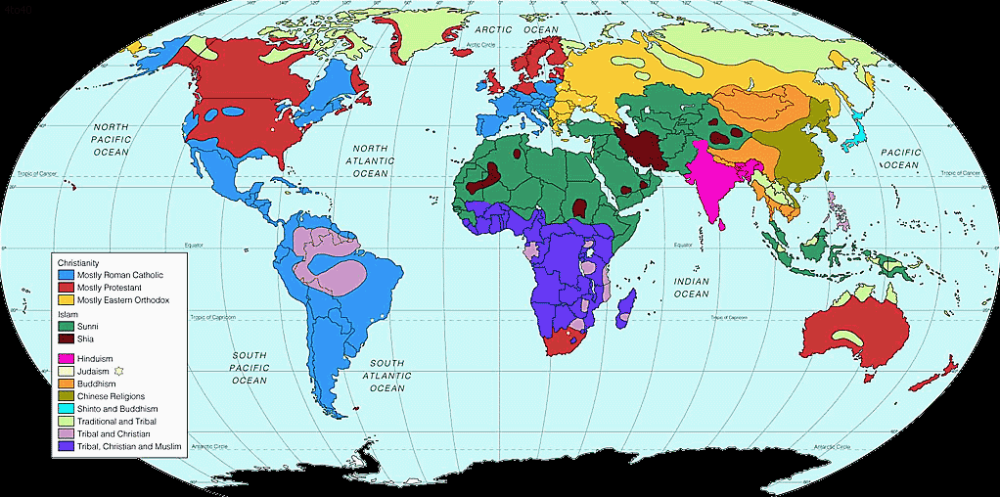 ARCTIC OCEAN
Arctic Circle
NORTH
PACIFIC
OCEAN
NORTH
ATLANTIC
OCEAN
PACIFIC
OCEAN
Tropic of Cancer
Tropic of Cancer
Equator
Equator
INDIAN
OCEAN
Tropic of Capricorn
Tropic of Capricorn
SOUTH
PACIFIC
OCEAN
SOUTH
ATLANTIC
OCEAN
Antarctic Circle
Antarctic Circle
Christianity
Mostly Roman Catholic
Mostly Protestant
Mostly Eastern Orthodox
Islam
Sunni
Shia
Hinduism
Judaism
Buddhism
Chinese Religions
Shinto and Buddhism
Traditional and Tribal
Tribal and Christian
Tribal, Christian and Muslim